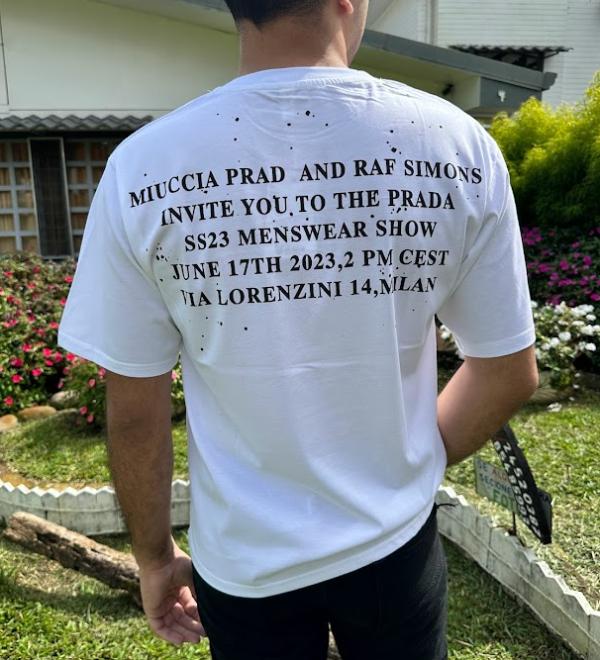 MIUCCIA PRAD AND RAF SIMONS
INVITE YOU TO THE PRADA
SS23 MENSWEAR SHOW
JUNE 17TH 2023,2 PM CEST
VIA LORENZINI 14,MILAN
SE